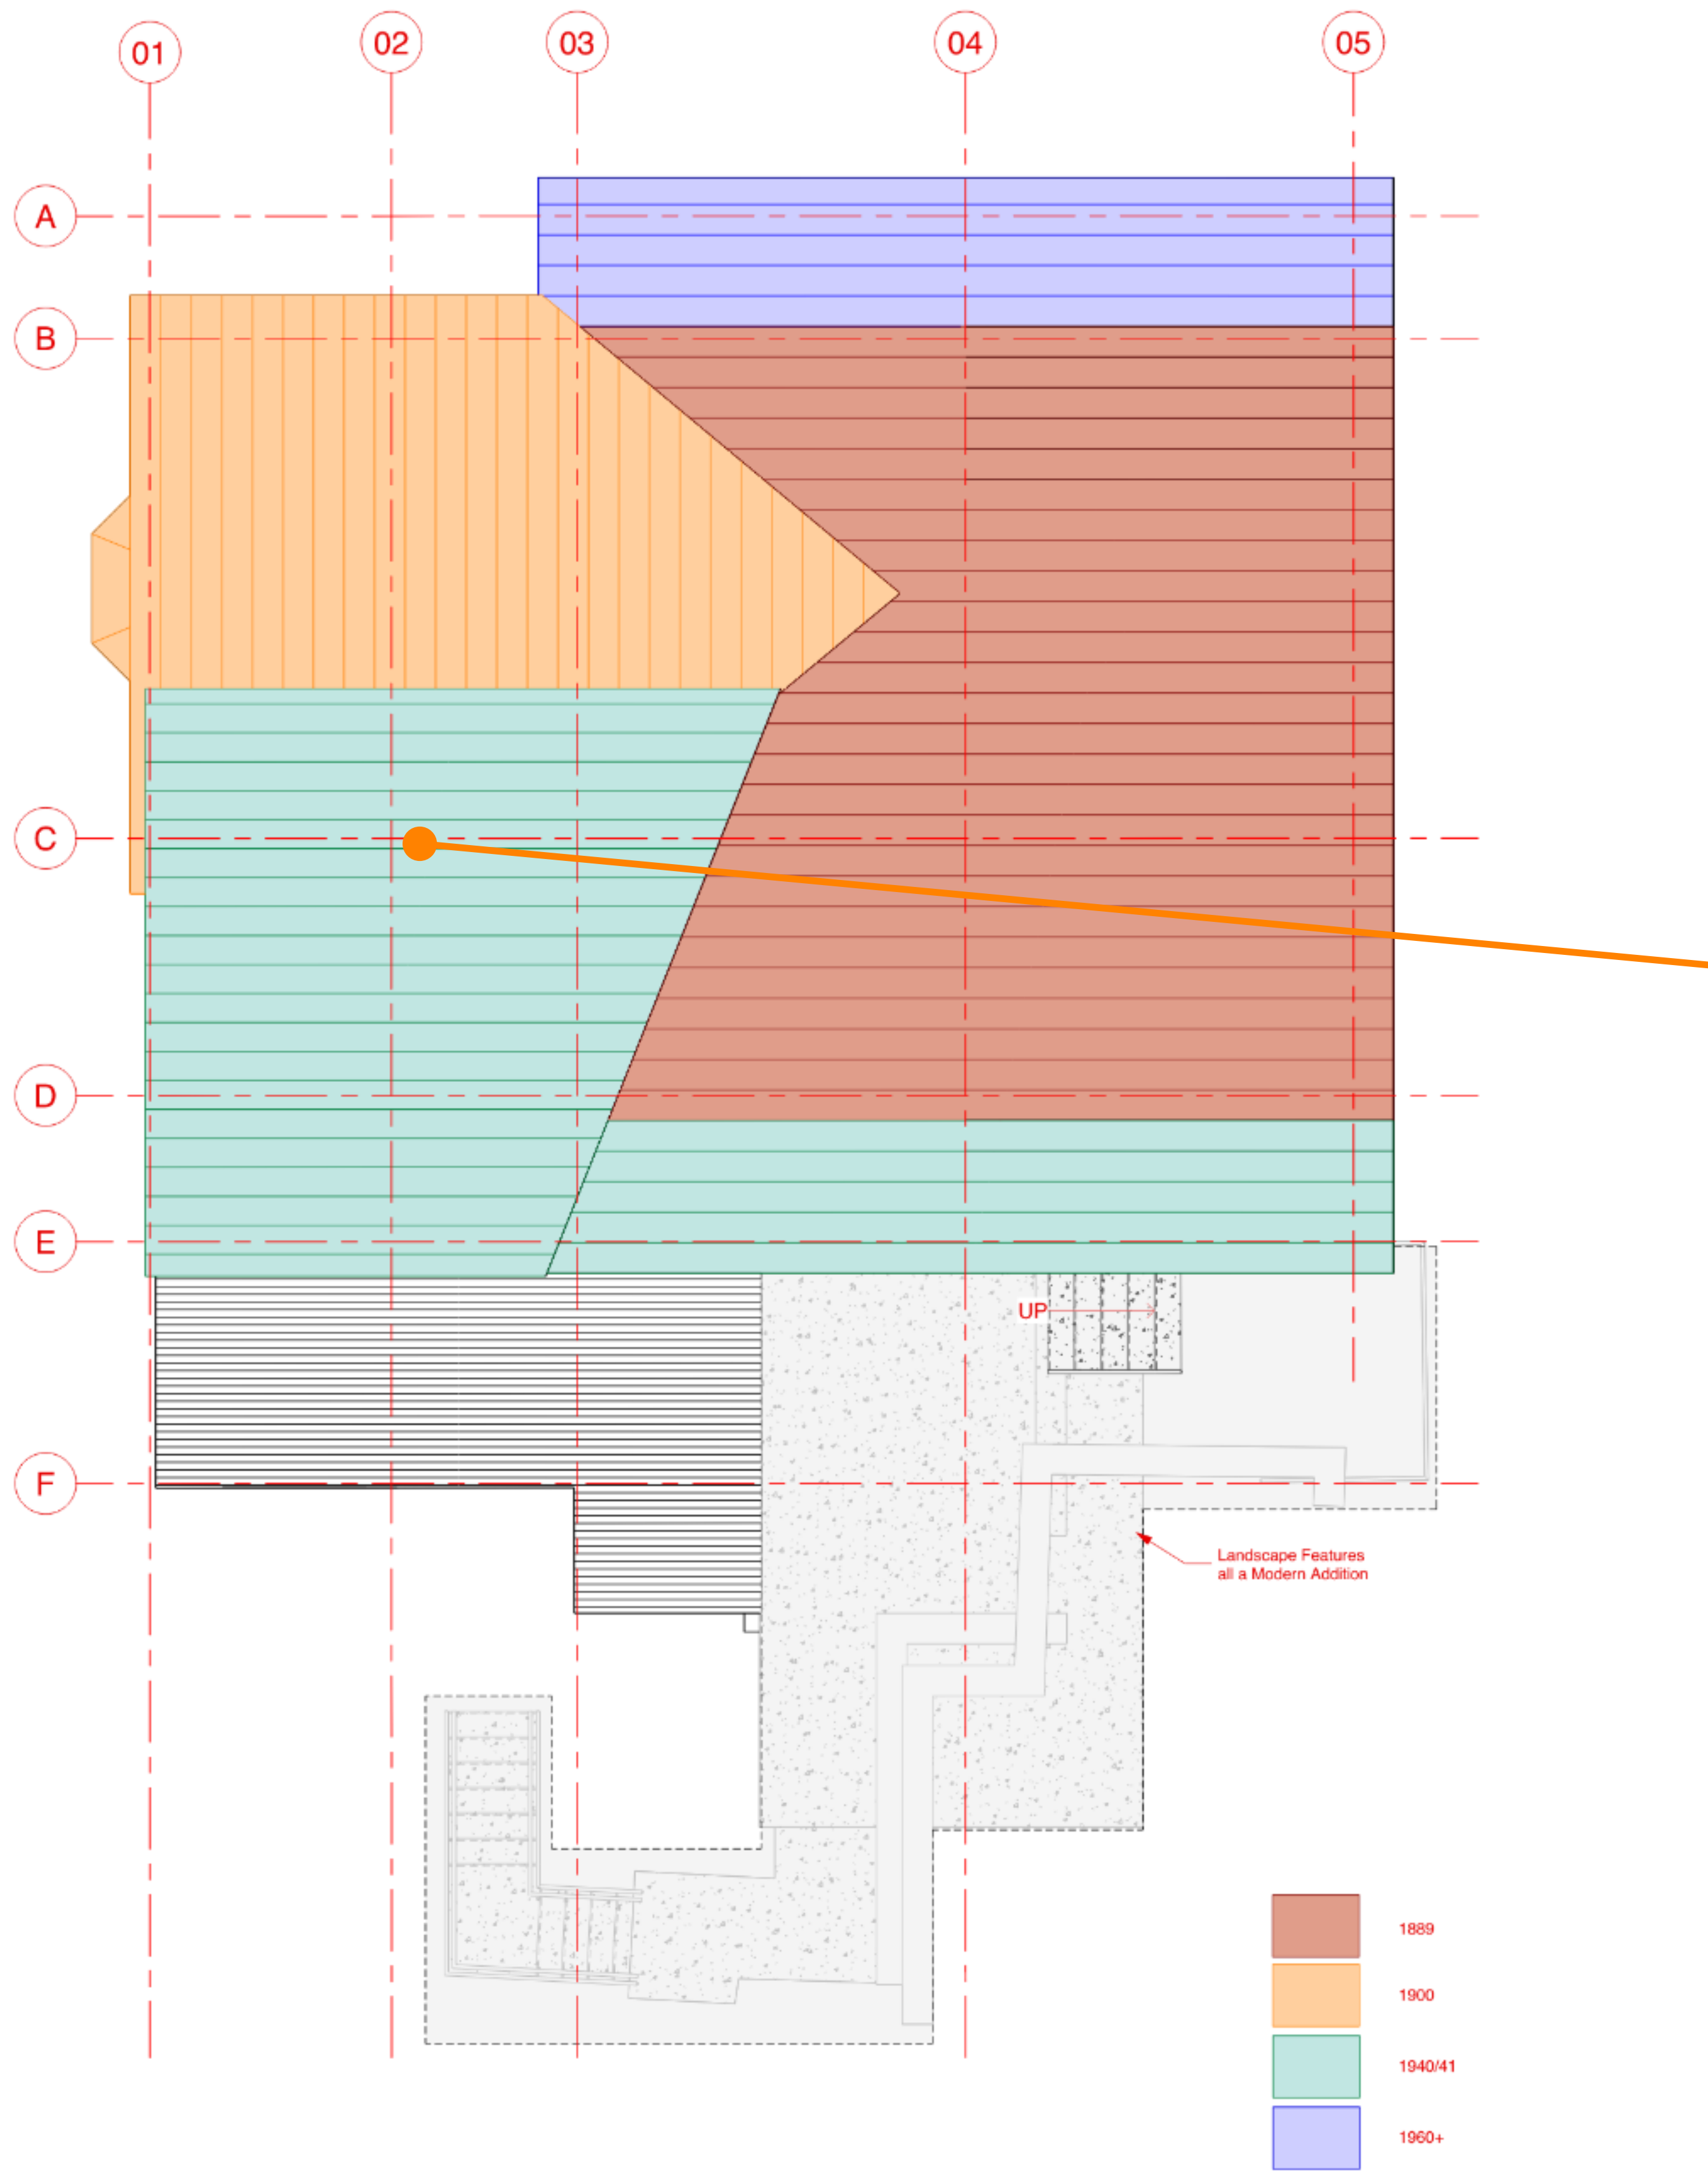 01
02
03
04
05
A
B
C
D
E
UP
F
Landscape Features
all a Modern Addition
1889
1900
1940/41
1960+